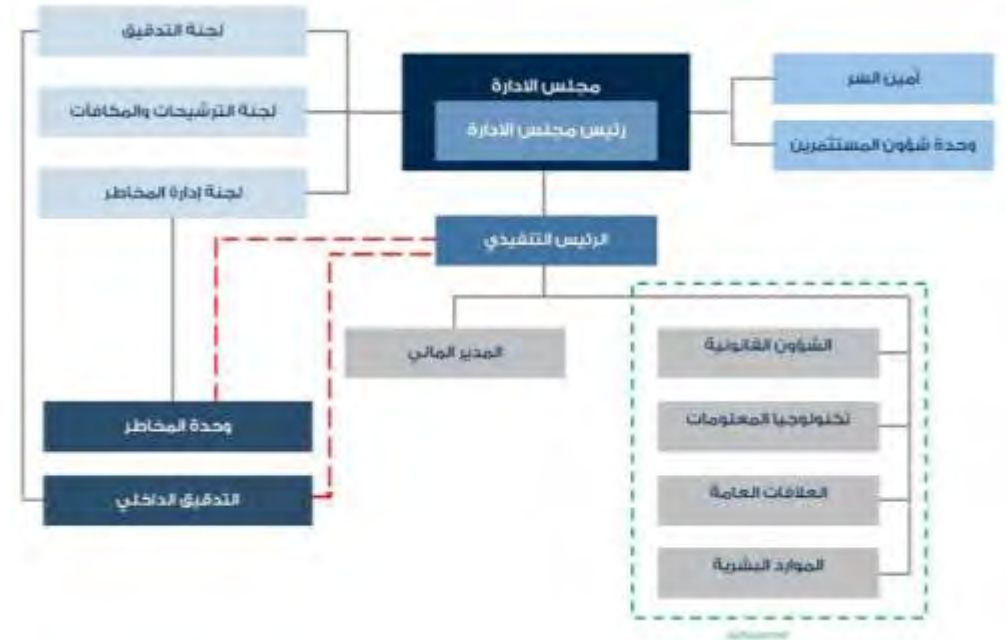 لجنة التدقيق
لجنة الترشيحات والمكافآت
لجنة إدارة المخاطر
مجلس الادارة
رئيس مجلس الادارة
أمين السر
وحدة شؤون المستثمرين
الرئيس التنفيذي
المدير المالي
الشؤون القانونية
تكنولوجيا المعلومات
العلاقات العامة
الموارد البشرية
وحدة المخاطر
التدقيق الداخلي